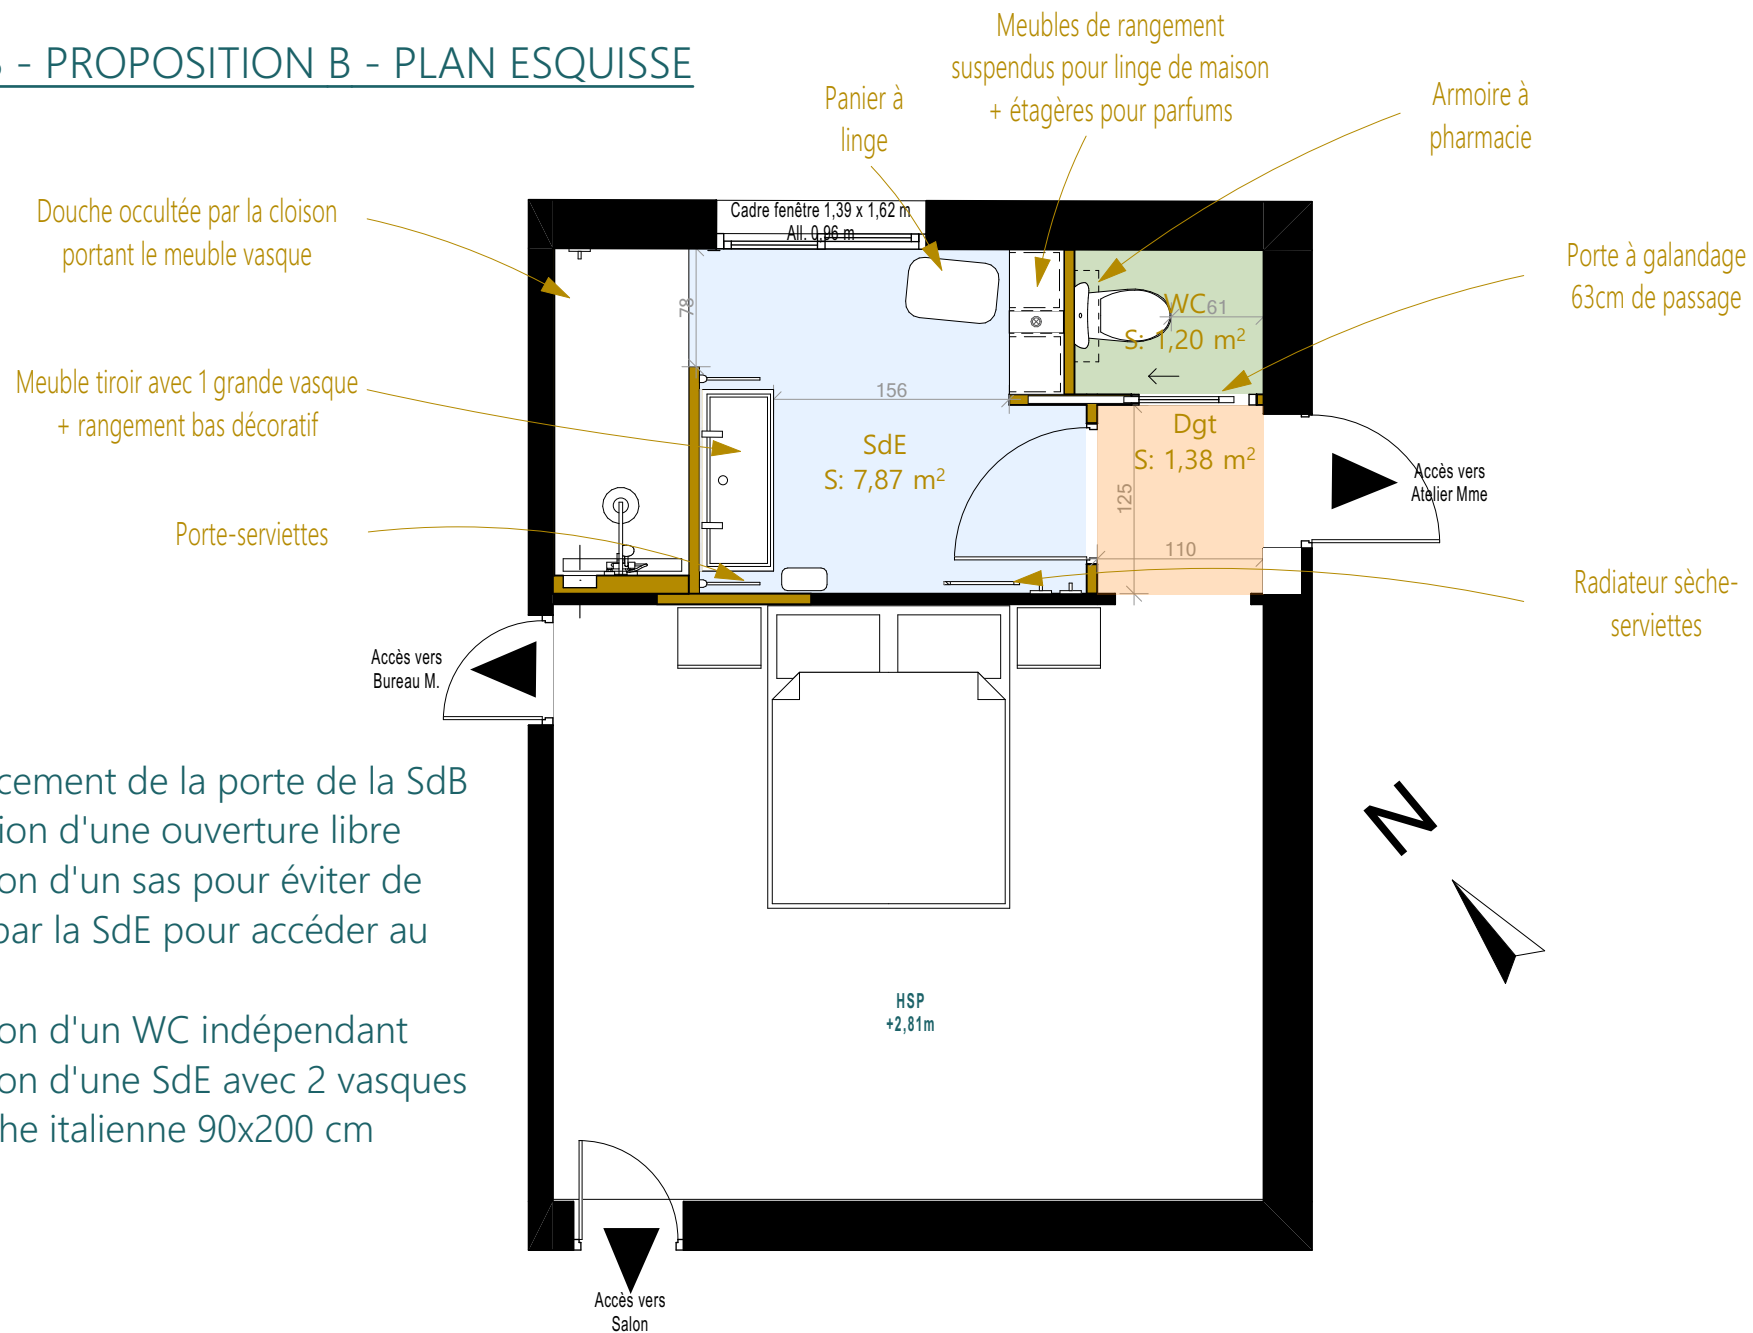 - PROPOSITION B - PLAN ESQUISSE
Meubles de rangement
suspendus pour linge de maison
+ étagères pour parfums
Panier à
linge
Armoire à
pharmacie
Douche occultée par la cloison
portant le meuble vasque
Cadre fenêtre 1,39 x 1,62 m
All. 0,96 m
Porte à galandage
63cm de passage
78
WC
61
S: 1,20 m²
Meuble tiroir avec 1 grande vasque
+ rangement bas décoratif
156
Dgt
S: 1,38 m²
SdE
S: 7,87 m²
Accès vers
Atelier Mme
125
110
Porte-serviettes
Radiateur sèche-
serviettes
Accès vers
Bureau M.
cement de la porte de la SdB
ion d'une ouverture libre
on d'un sas pour éviter de
par la SdE pour accéder au
on d'un WC indépendant
on d'une SdE avec 2 vasques
he italienne 90x200 cm
N
HSP
+2,81m
Accès vers
Salon